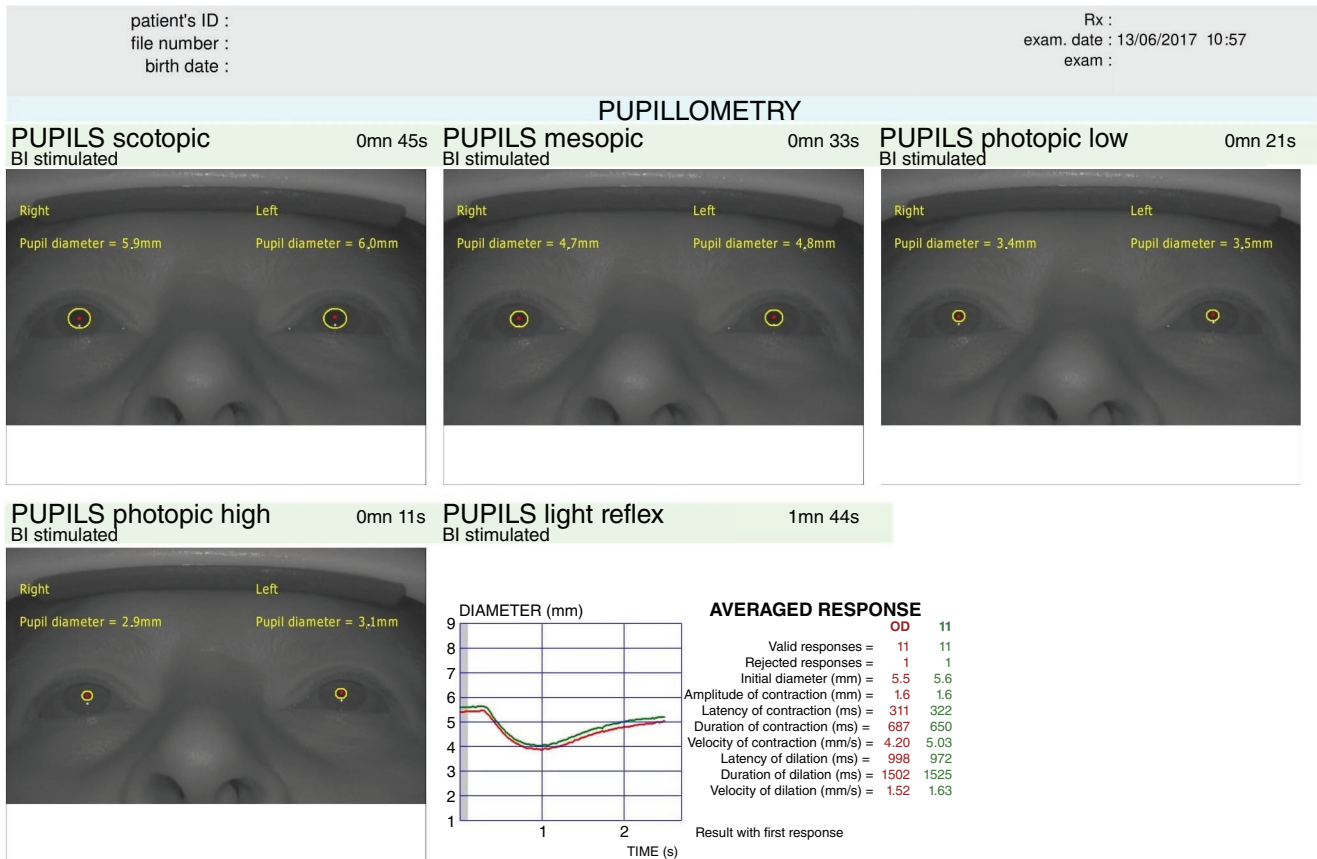 patient's ID :
file number :
birth date :
Rx :
exam. date : 13/06/2017 10:57
exam :
PUPILLOMETRY
PUPILS scotopic 0mn 45s
BI stimulated
Right Left
Pupil diameter = 5.9mm Pupil diameter = 6.0mm
PUPILS mesopic 0mn 33s
BI stimulated
Right Left
Pupil diameter = 4.7mm Pupil diameter = 4.8mm
PUPILS photopic low 0mn 21s
BI stimulated
Right Left
Pupil diameter = 3.4mm Pupil diameter = 3.5mm
PUPILS photopic high 0mn 11s
BI stimulated
Right Left
Pupil diameter = 2.9mm Pupil diameter = 3.1mm
PUPILS light reflex 1mn 44s
BI stimulated
DIAMETER (mm)
9
8
7
6
5
4
3
2
1
1 2
TIME (s)
AVERAGED RESPONSE
OD 11
Valid responses = 11 11
Rejected responses = 1 1
Initial diameter (mm) = 5.5 5.6
Amplitude of contraction (mm) = 1.6 1.6
Latency of contraction (ms) = 311 322
Duration of contraction (ms) = 687 650
Velocity of contraction (mm/s) = 4.20 5.03
Latency of dilation (ms) = 998 972
Duration of dilation (ms) = 1502 1525
Velocity of dilation (mm/s) = 1.52 1.63
Result with first response